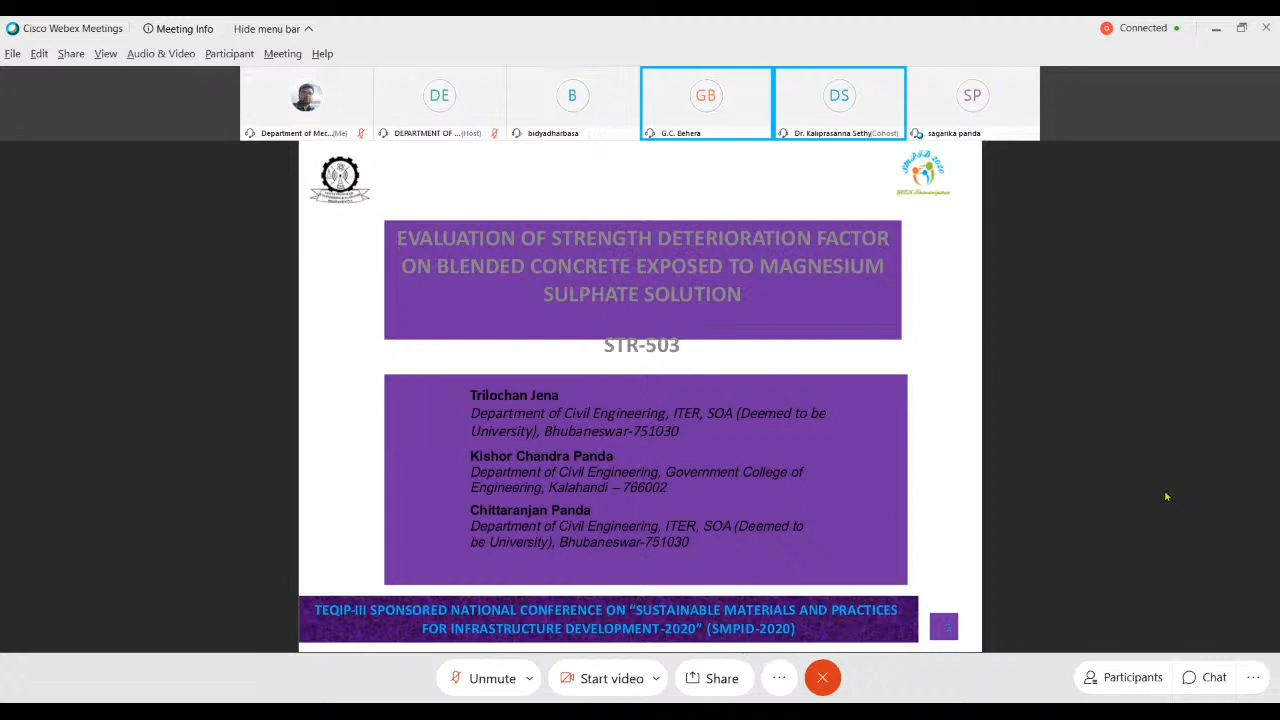 Cisco Webex Meetings Meeting Info Hide menu bar Connected
File Edit Share View Audio & Video Participant Meeting Help
DE B GB DS SP
Department of Mec... (Me) DEPARTMENT OF ... (Host) bidyadharbasa G.C. Behera Dr. Kaliprasanna Sethy (Cohost) sagarika panda
SMPID 2020
EVALUATION OF STRENGTH DETERIORATION FACTOR
ON BLENDED CONCRETE EXPOSED TO MAGNESIUM
SULPHATE SOLUTION
STR-503
Trilochan Jena
Department of Civil Engineering, ITER, SOA (Deemed to be
University), Bhubaneswar-751030
Kishor Chandra Panda
Department of Civil Engineering, Government College of
Engineering, Kalahandi – 766002
Chittaranjan Panda
Department of Civil Engineering, ITER, SOA (Deemed to
be University), Bhubaneswar-751030
TEQIP-III SPONSORED NATIONAL CONFERENCE ON “SUSTAINABLE MATERIALS AND PRACTICES
FOR INFRASTRUCTURE DEVELOPMENT-2020” (SMPID-2020)
Unmute Start video Share Participants Chat